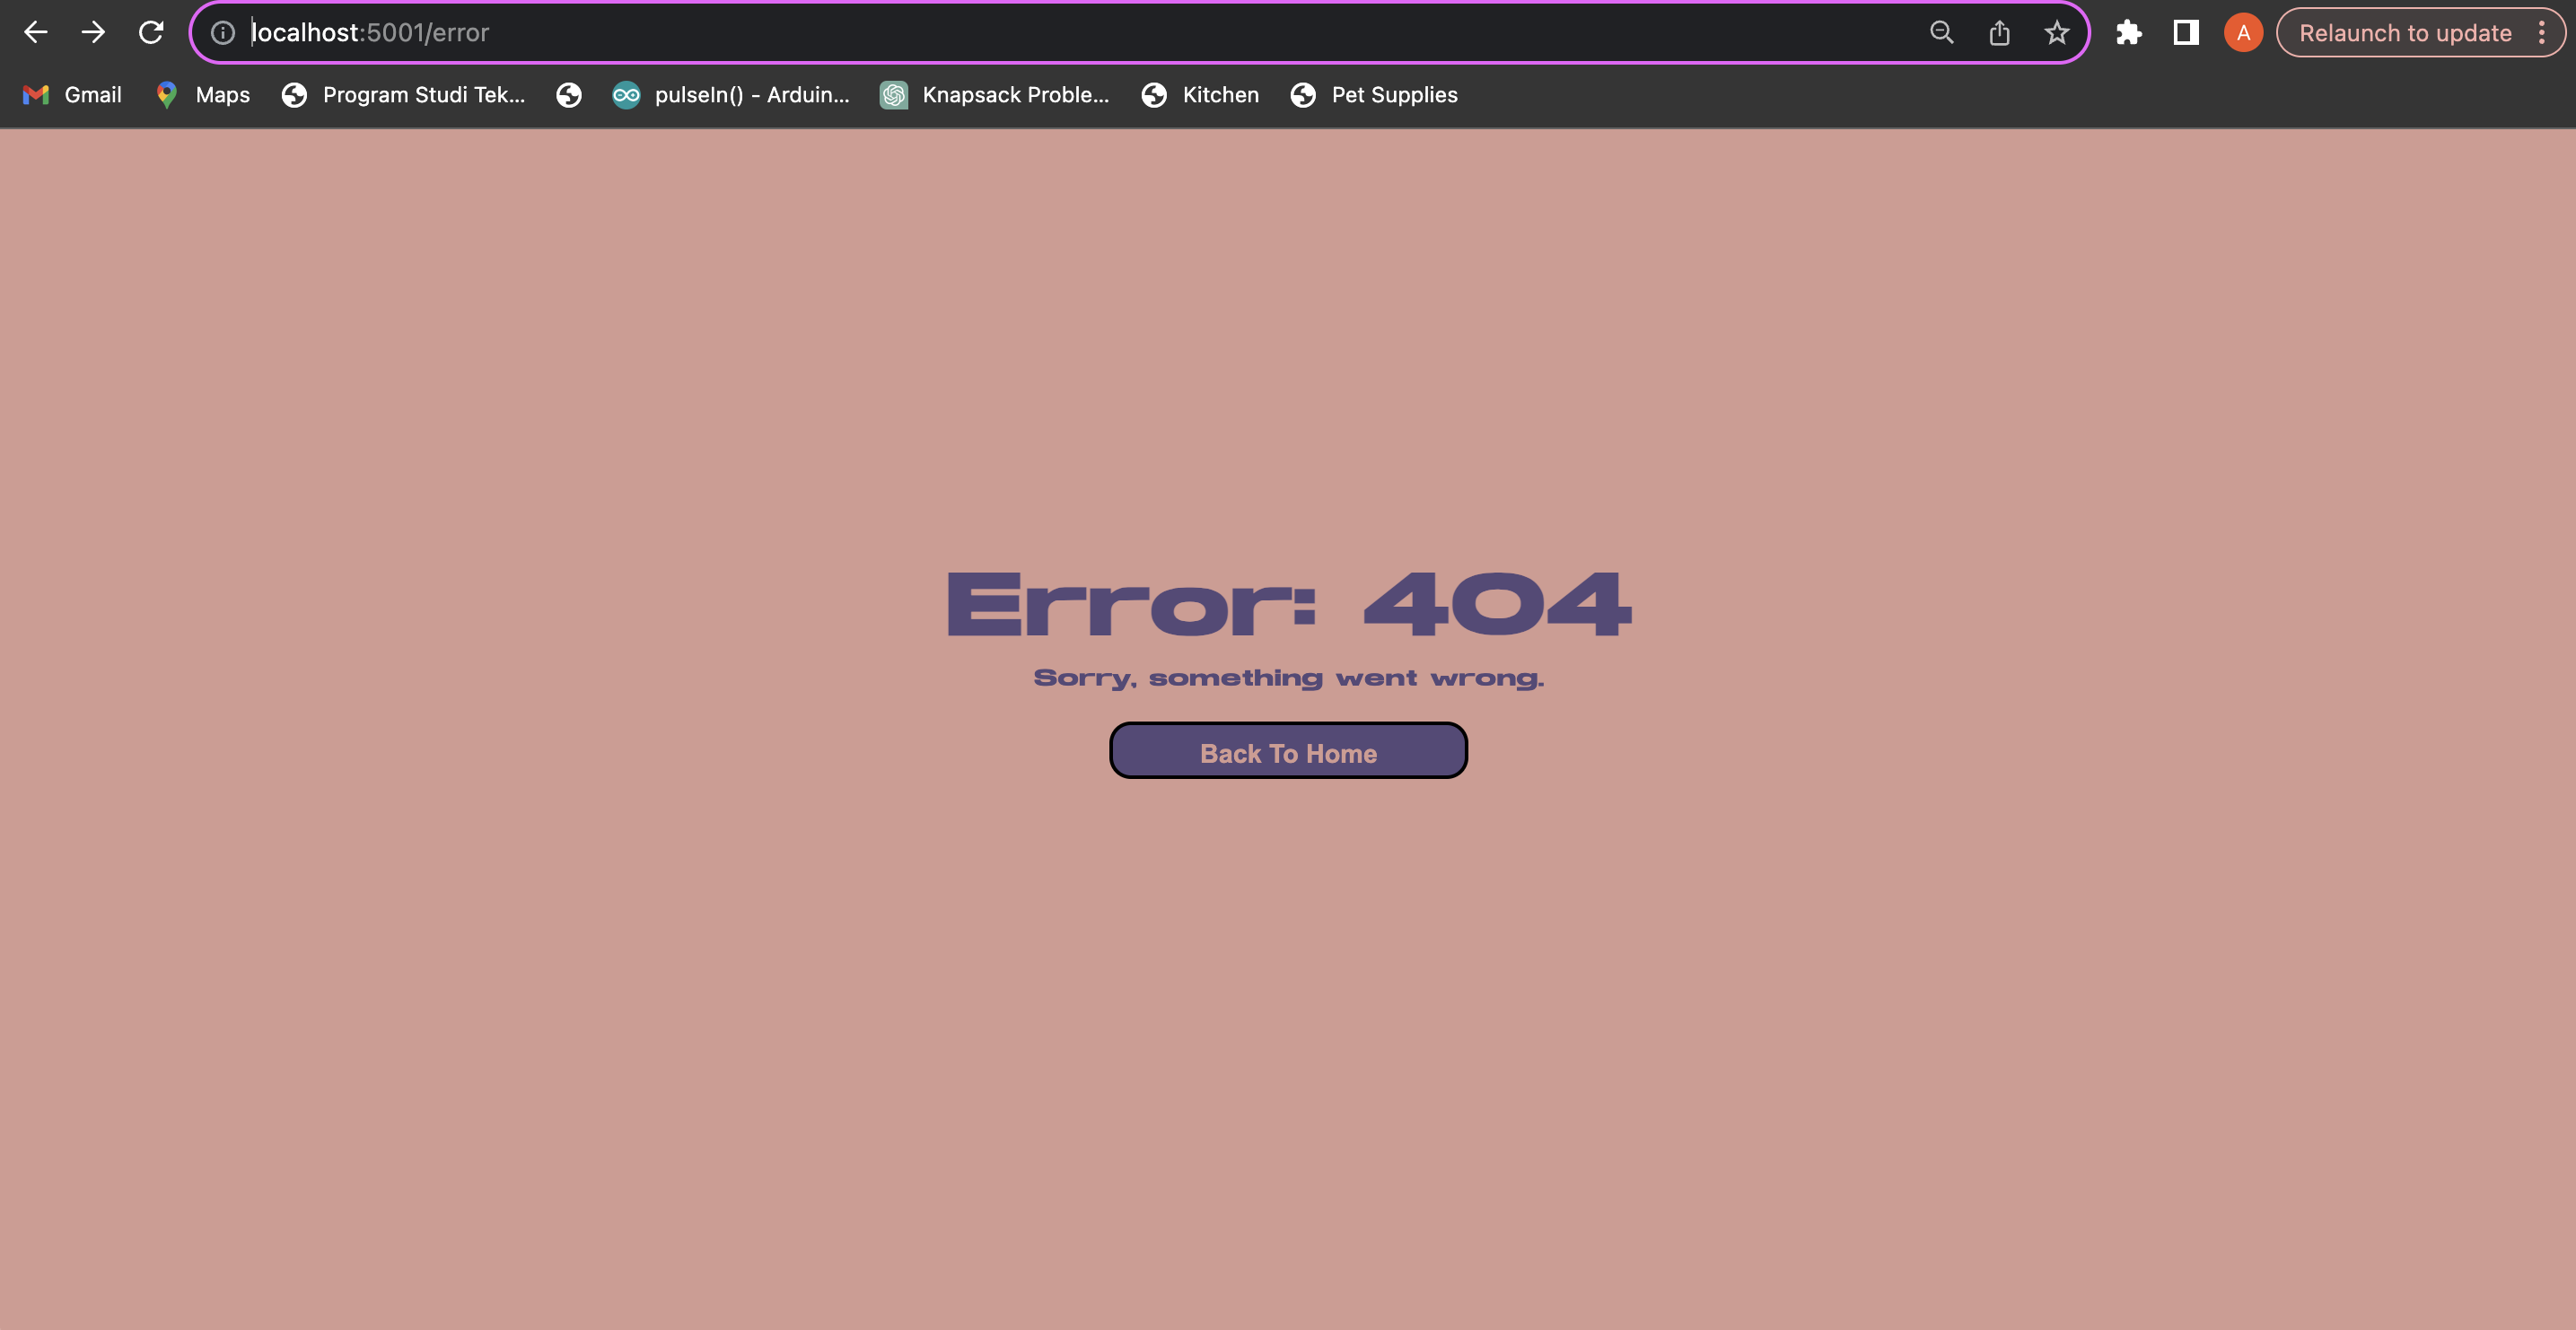 localhost:5001/error
A
Relaunch to update
Gmail
Maps
Program Studi Tek...
pulseIn() - Arduin...
Knapsack Proble...
Kitchen
Pet Supplies
Error: 404
Sorry, something went wrong.
Back To Home